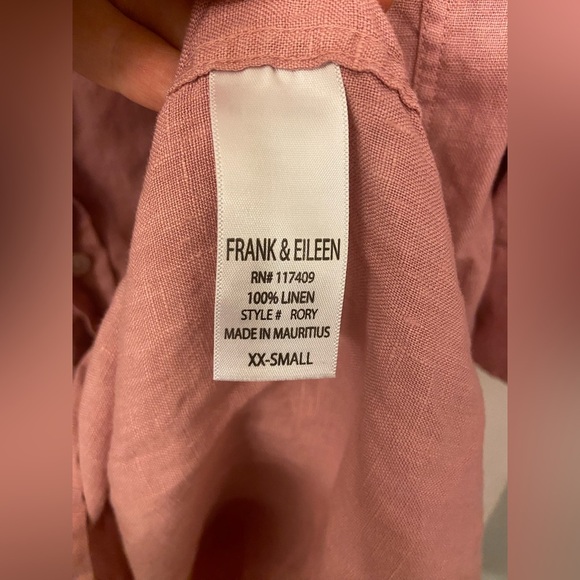 FRANK & EILEEN
RN# 117409
100% LINEN
STYLE # RORY
MADE IN MAURITIUS
XX-SMALL